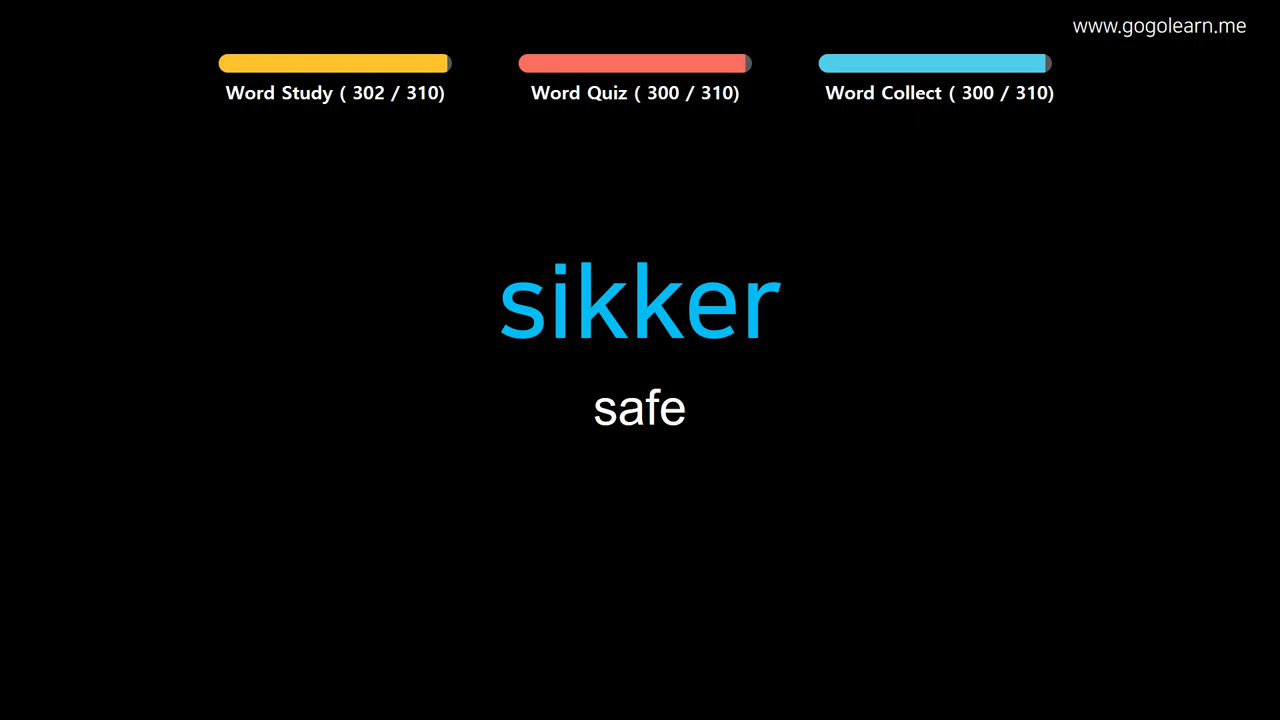 www.gogolearn.me
Word Study ( 302 / 310)
Word Quiz ( 300 / 310)
Word Collect ( 300 / 310)
sikker
safe